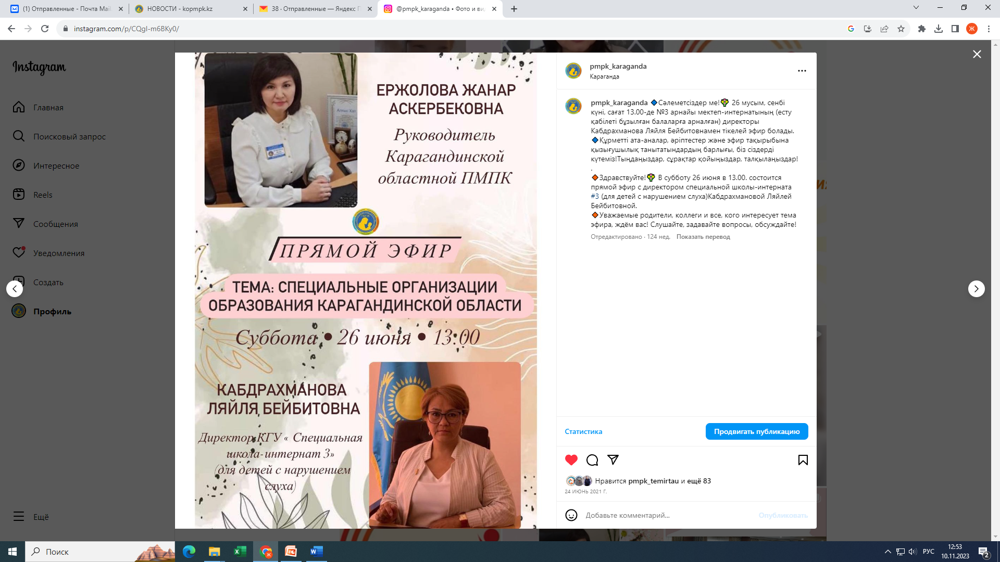 (1) Отправленные - Почта Mail
НОВОСТИ - kopmpk.kz
38 · Отправленные — Яндекс П
@pmpk_karaganda • Фото и ви
instagram.com/p/CQgI-m6BKy0/
Ж
Instagram
Главная
Поисковый запрос
Интересное
Reels
Сообщения
Уведомления
Создать
Профиль
Ещё
ЕРЖОЛОВА ЖАНАР
АСКЕРБЕКОВНА
Руководитель
Карагандинской
областной ПМПК
Алғыс Хат
ПРЯМОЙ ЭФИР
ТЕМА: СПЕЦИАЛЬНЫЕ ОРГАНИЗАЦИИ
ОБРАЗОВАНИЯ КАРАГАНДИНСКОЙ ОБЛАСТИ
Суббота • 26 июня • 13:00
КАБДРАХМАНОВА
ЛЯЙЛЯ БЕЙБИТОВНА
Директор КГУ « Специальная
школа-интернат 3»
(для детей с нарушением
слуха)
pmpk_karaganda
Караганда
pmpk_karaganda 🔷Сәлеметсіздер ме!💐 26 мусым, сенбі
күні, сағат 13.00-де №3 арнайы мектеп-интернатының (есту
қабілеті бұзылған балаларға арналған) директоры
Кабдрахманова Ляйля Бейбитовнамен тікелей эфир болады.
🔷Құрметті ата-аналар, әріптестер және эфир тақырыбына
қызығушылық танытатындардың барлығы, біз сіздерді
күтеміз!Тыңдаңыздар, сұрақтар қойыңыздар, талқылаңыздар!
.
🔶Здравствуйте!💐 В субботу 26 июня в 13.00. состоится
прямой эфир с директором специальной школы-интерната
#3 (для детей с нарушением слуха)Кабдрахмановой Ляйлей
Бейбитовной.
🔶Уважаемые родители, коллеги и все, кого интересует тема
эфира, ждём вас! Слушайте, задавайте вопросы, обсуждайте!
Отредактировано · 124 нед. Показать перевод
Статистика
Продвигать публикацию
Нравится pmpk_temirtau и ещё 83
24 ИЮНЬ 2021 Г.
Добавьте комментарий...
Опубликовать
Поиск
РУС
12:53
10.11.2023
2